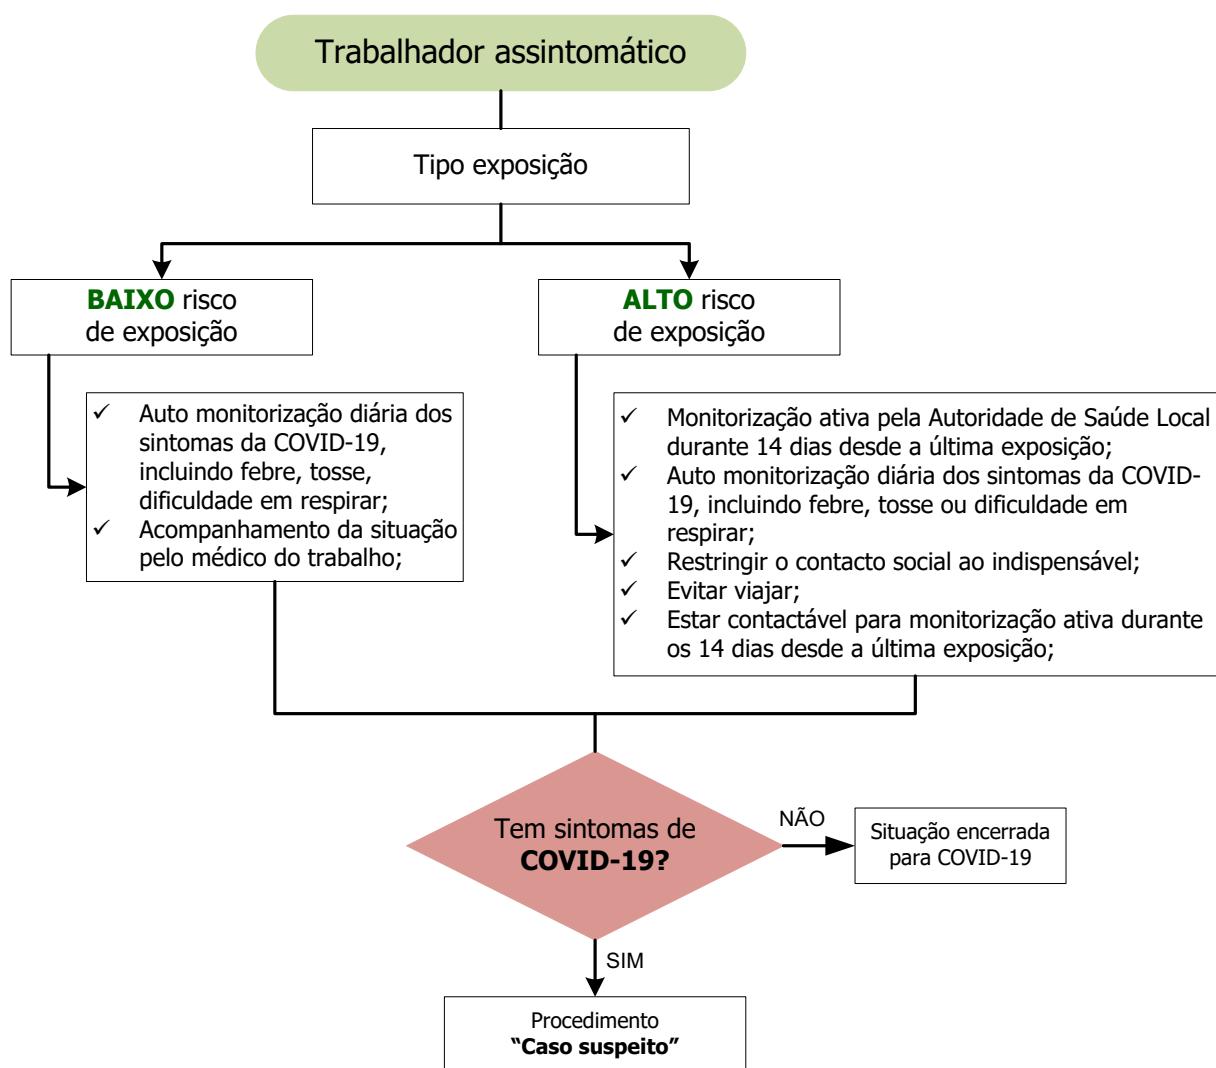 Trabalhador assintomático
Tipo exposição
BAIXO risco
de exposição
ALTO risco
de exposição
✓ Auto monitorização diária dos
sintomas da COVID-19,
incluindo febre, tosse,
dificuldade em respirar;
✓ Acompanhamento da situação
pelo médico do trabalho;
✓ Monitorização ativa pela Autoridade de Saúde Local
durante 14 dias desde a última exposição;
✓ Auto monitorização diária dos sintomas da COVID-
19, incluindo febre, tosse ou dificuldade em
respirar;
✓ Restringir o contacto social ao indispensável;
✓ Evitar viajar;
✓ Estar contactável para monitorização ativa durante
os 14 dias desde a última exposição;
Tem sintomas de
COVID-19?
NÃO
Situação encerrada
para COVID-19
SIM
Procedimento
“Caso suspeito”